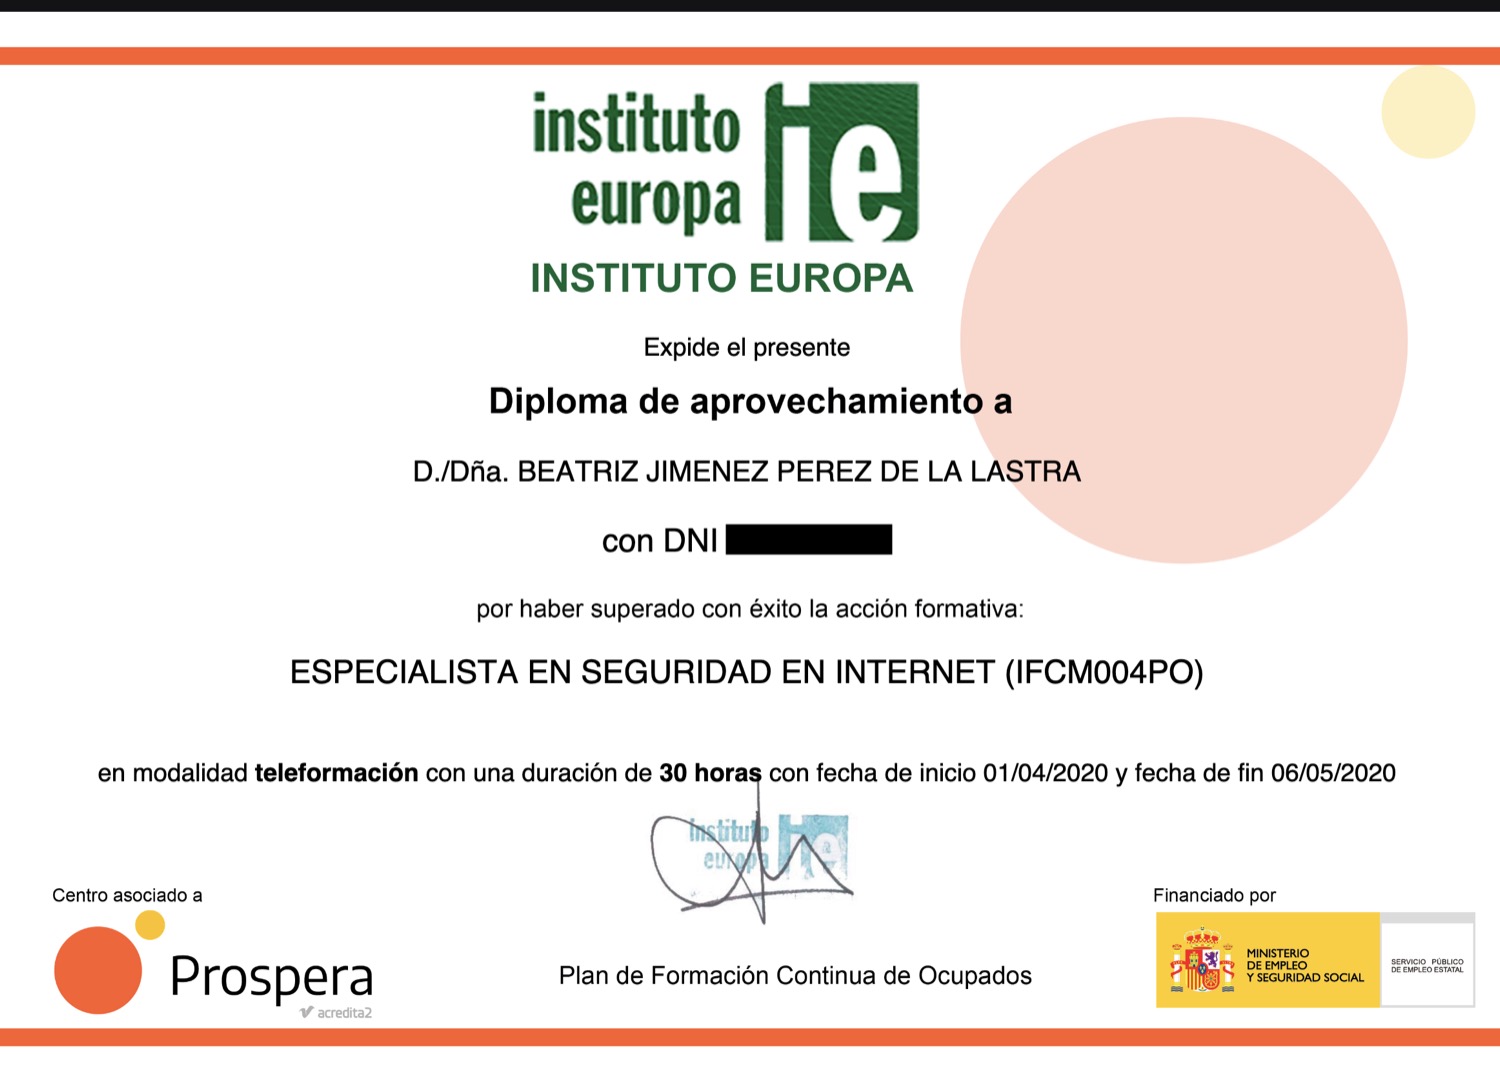 instituto
europa
ie
INSTITUTO EUROPA
Expide el presente
Diploma de aprovechamiento a
D./Dña. BEATRIZ JIMENEZ PEREZ DE LA LASTRA
con DNI
por haber superado con éxito la acción formativa:
ESPECIALISTA EN SEGURIDAD EN INTERNET (IFCM004PO)
en modalidad teleformación con una duración de 30 horas con fecha de inicio 01/04/2020 y fecha de fin 06/05/2020
instituto
europa
ie
Centro asociado a
Prospera
acredita2
Plan de Formación Continua de Ocupados
Financiado por
MINISTERIO
DE EMPLEO
Y SEGURIDAD SOCIAL
SERVICIO PÚBLICO
DE EMPLEO ESTATAL